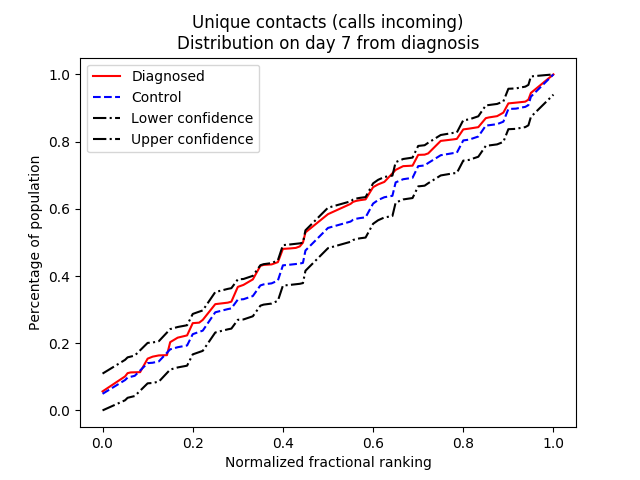 Unique contacts (calls incoming)
Distribution on day 7 from diagnosis
Diagnosed
Control
Lower confidence
Upper confidence
Percentage of population
1.0
0.8
0.6
0.4
0.2
0.0
0.0 0.2 0.4 0.6 0.8 1.0
Normalized fractional ranking